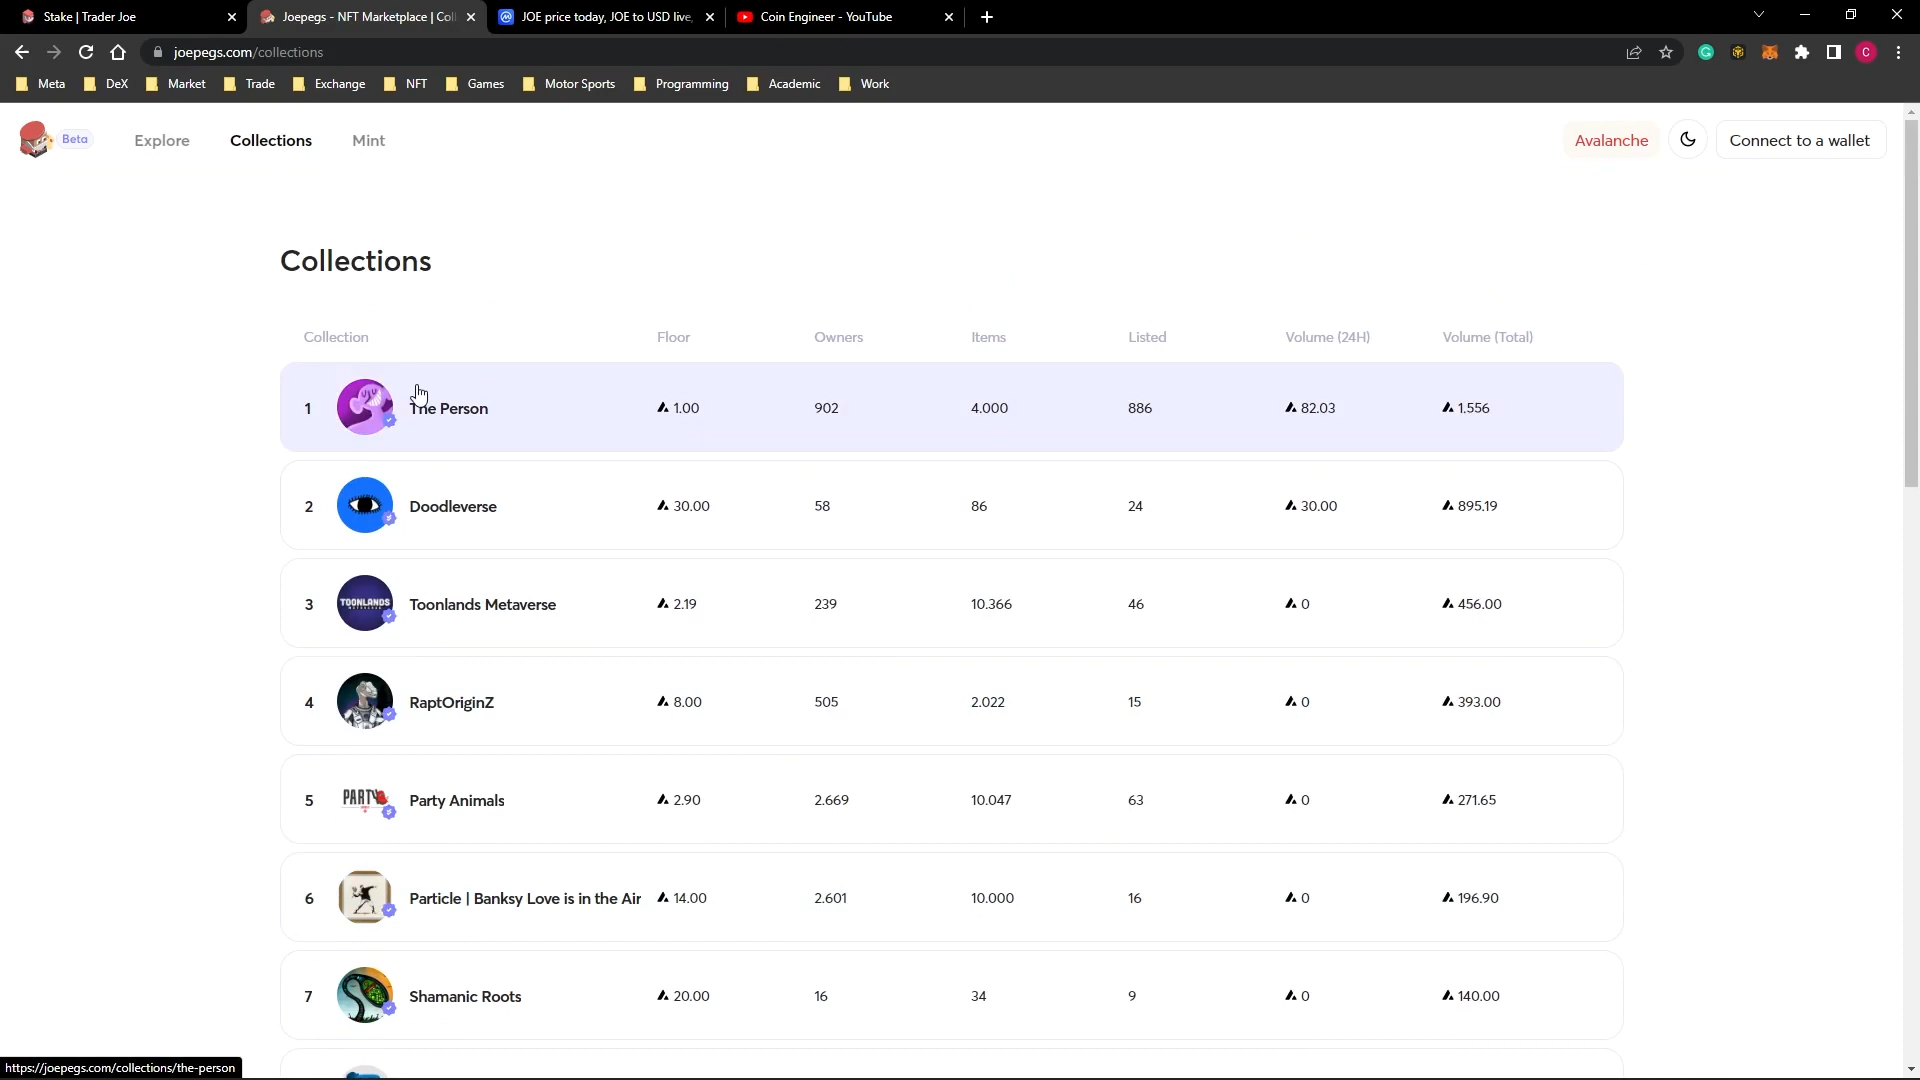 Stake | Trader Joe
Joepegs - NFT Marketplace | Coll
JOE price today, JOE to USD live,
Coin Engineer - YouTube
joepegs.com/collections
C
Meta DeX Market Trade Exchange NFT Games Motor Sports Programming Academic Work
Beta Explore Collections Mint Avalanche Connect to a wallet
Collections
Collection Floor Owners Items Listed Volume (24H) Volume (Total)
1 The Person 1.00 902 4.000 886 82.03 1.556
2 Doodleverse 30.00 58 86 24 30.00 895.19
3 TOONLANDS Toonlands Metaverse 2.19 239 10.366 46 0 456.00
4 RaptOriginZ 8.00 505 2.022 15 0 393.00
5 PARTY Party Animals 2.90 2.669 10.047 63 0 271.65
6 Particle | Banksy Love is in the Air 14.00 2.601 10.000 16 0 196.90
7 Shamanic Roots 20.00 16 34 9 0 140.00
https://joepegs.com/collections/the-person